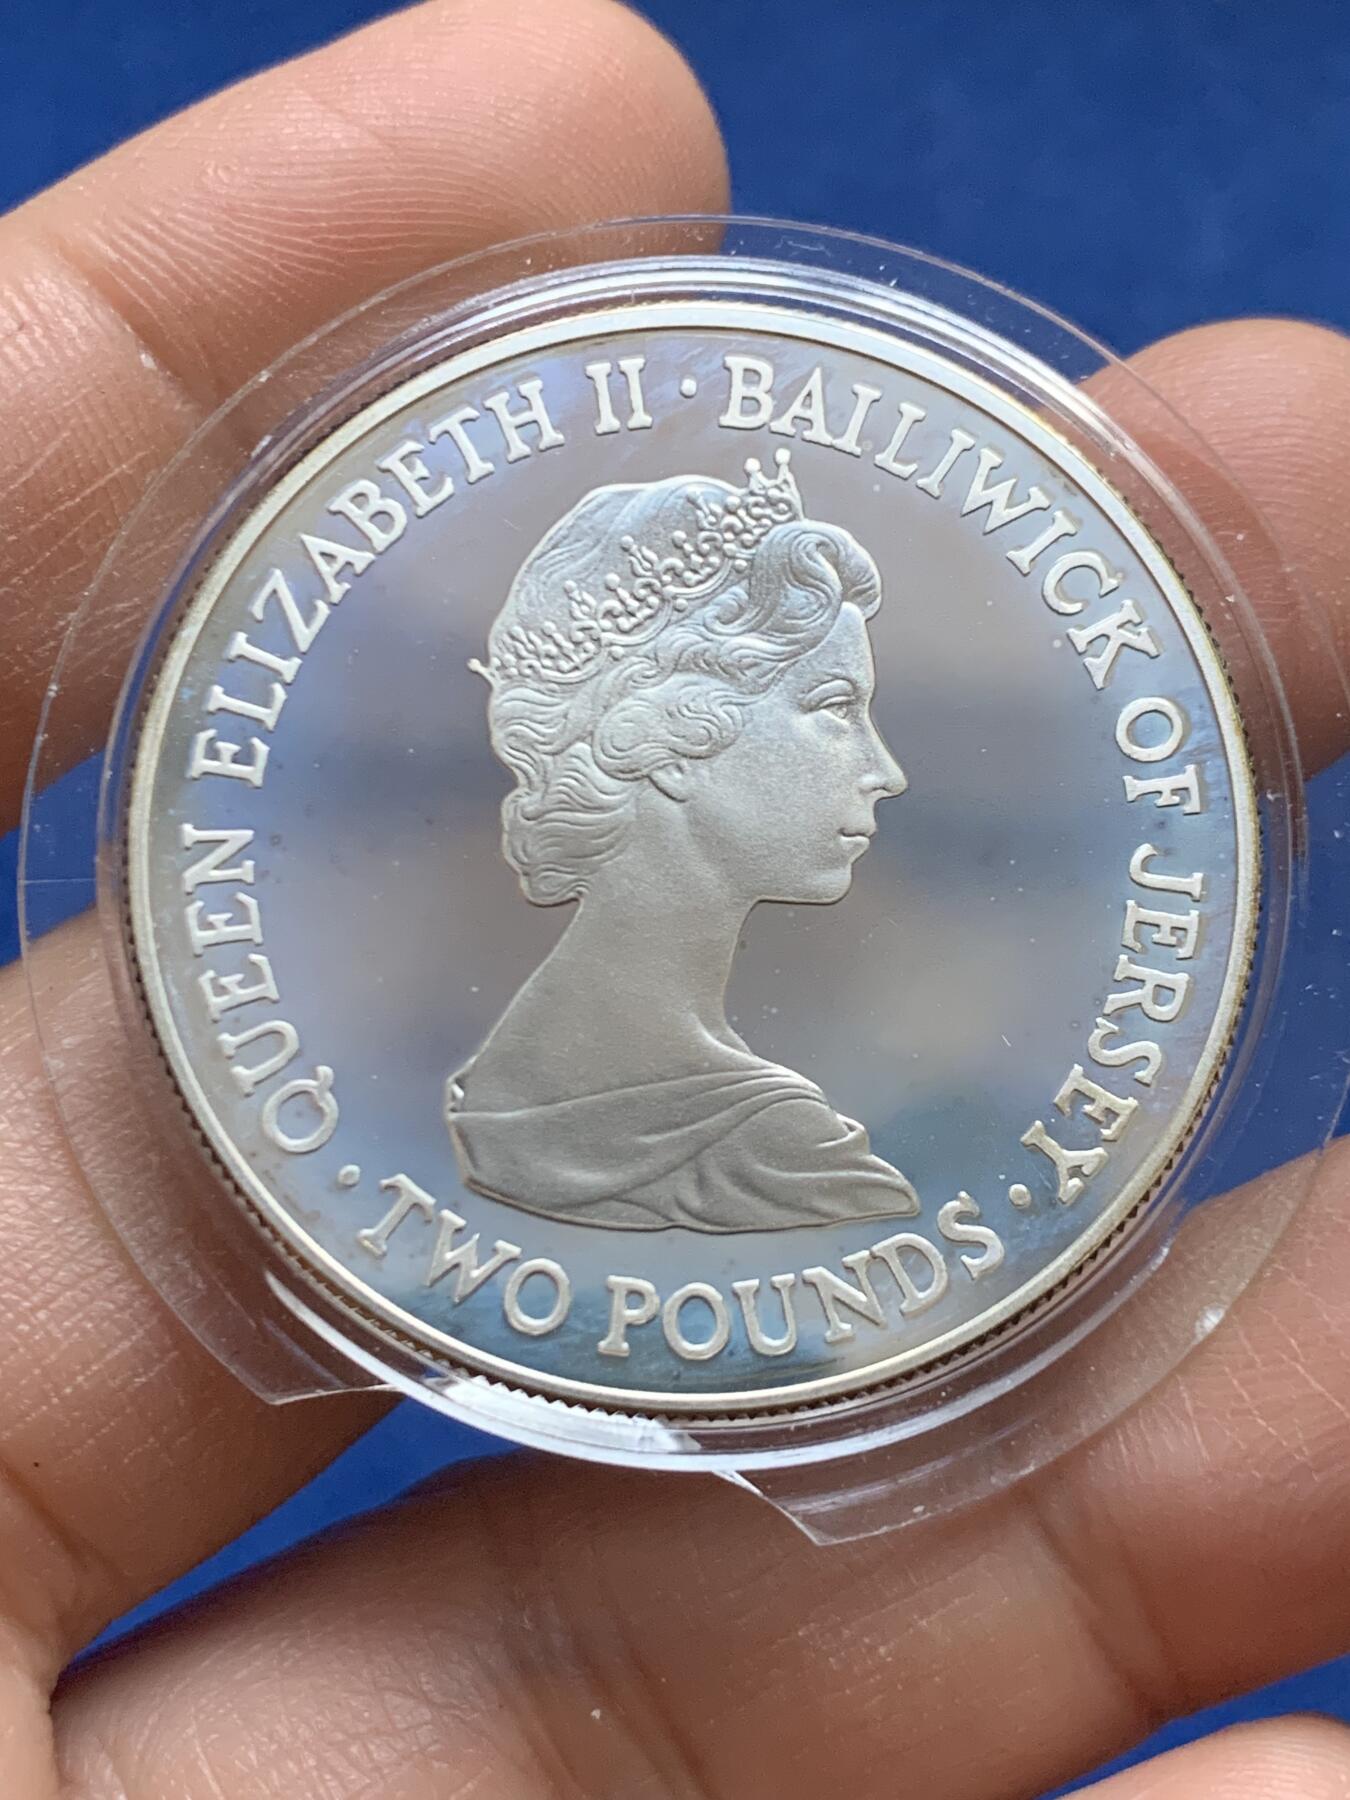 QUEEN ELIZABETH II · BAILIWICK OF JERSEY ·
TWO POUNDS ·